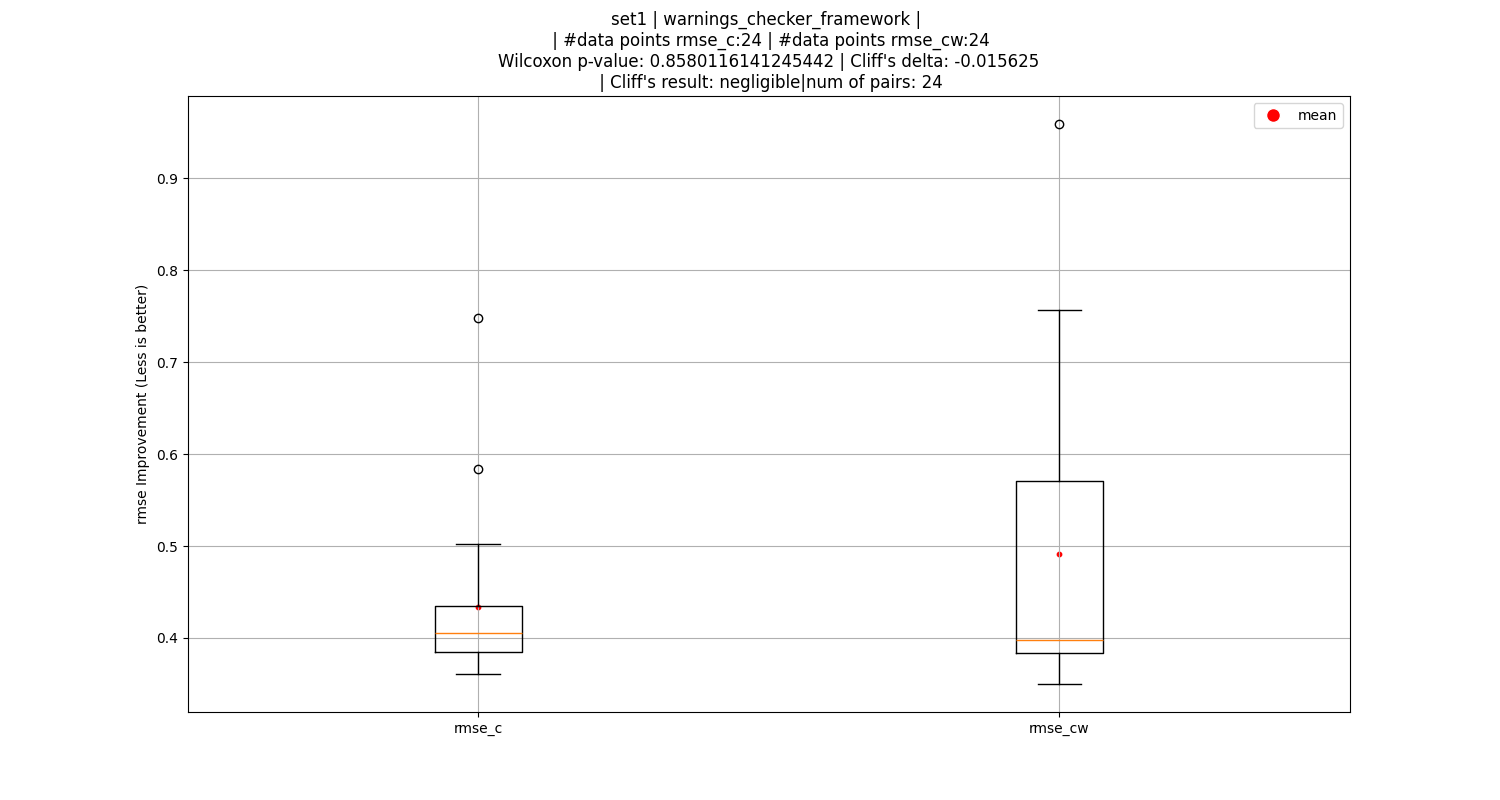 set1 | warnings_checker_framework |
| #data points rmse_c:24 | #data points rmse_cw:24
Wilcoxon p-value: 0.8580116141245442 | Cliff's delta: -0.015625
| Cliff's result: negligible|num of pairs: 24
mean
0.9
0.8
0.7
0.6
0.5
0.4
rmse Improvement (Less is better)
rmse_c
rmse_cw